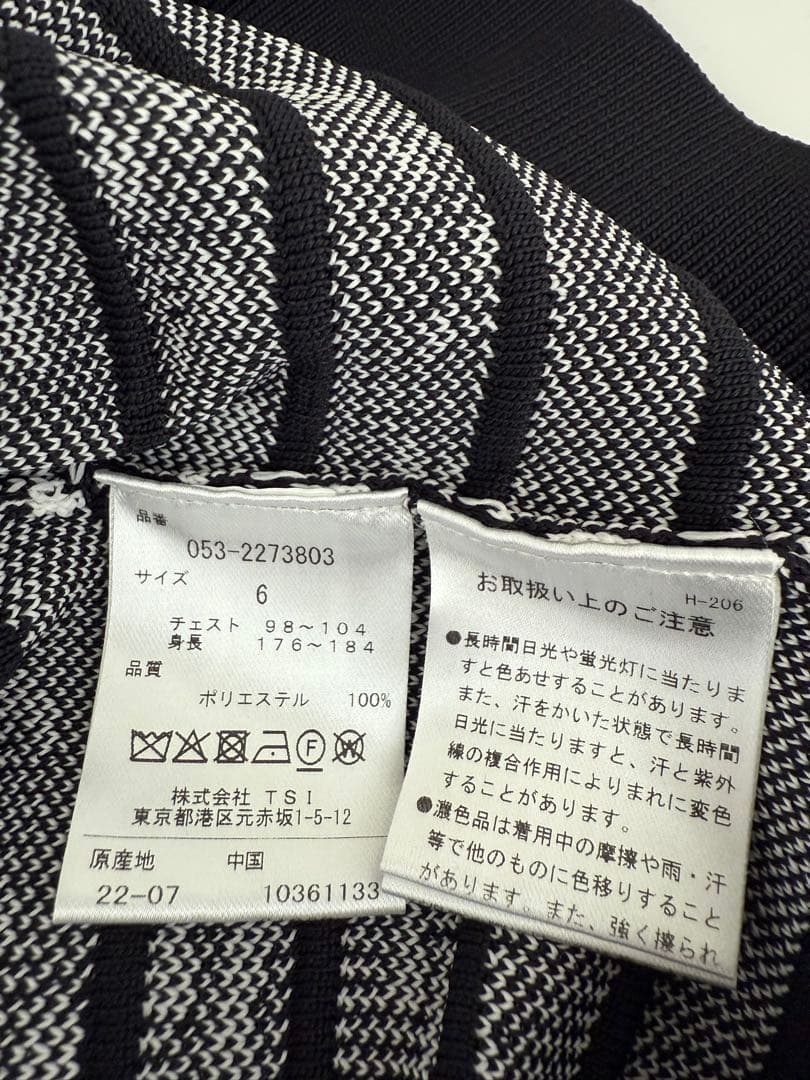 品番
053-2273803
サイズ
6
チェスト 98～104
身長 176～184
品質
ポリエステル 100%
F
W
株式会社 TSI
東京都港区元赤坂1-5-12
原産地 中国
22-07 10361133
H-206
お取扱い上のご注意
●長時間日光や蛍光灯に当たりま
すと色あせすることがあります。
また、汗をかいた状態で長時間
日光に当たりますと、汗と紫外
線の複合作用によりまれに変色
することがあります。
●濃色品は着用中の摩擦や雨・汗
等で他のものに色移りすること
があります。また、強く擦られ